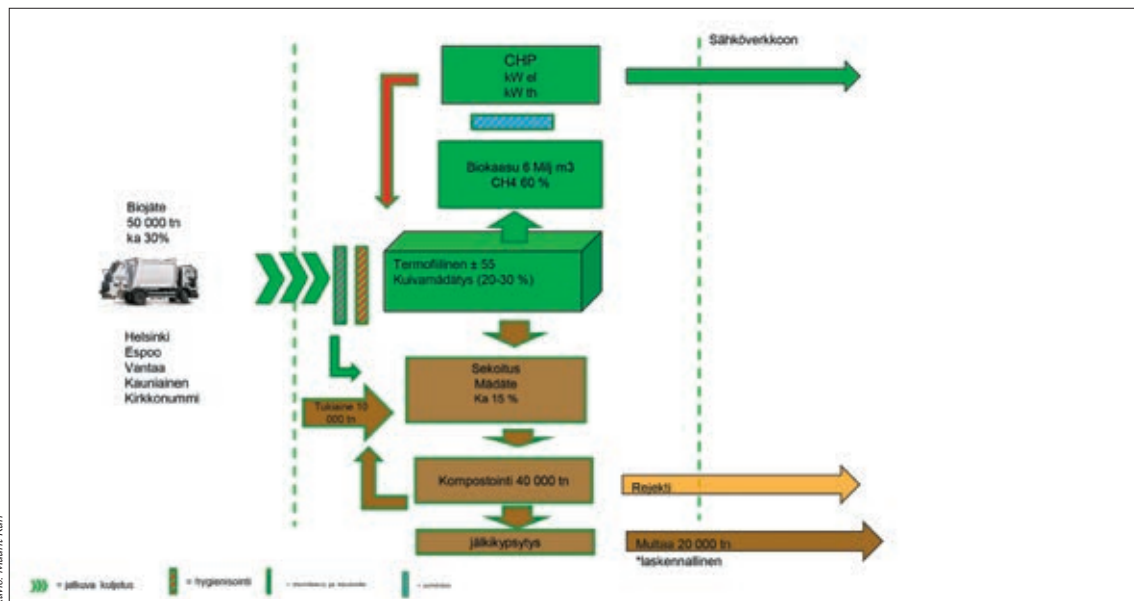 Sähköverkkoon
CHP
kW el
kW th
Biokaasu 6 Milj m3
CH4 60 %
Biojäte
50 000 tn
ka 30%
Termofiilinen ± 55
Kuivamädätys (20-30 %)
Helsinki
Espoo
Vantaa
Kauniainen
Kirkkonummi
Sekoitus
Mädäte
Ka 15 %
Tukiaine 10
000 tn
Kompostointi 40 000 tn
Rejekti
jälkikypsytys
Multaa 20 000 tn
*laskennallinen
= jatkuva kuljetus
= hygienisointi